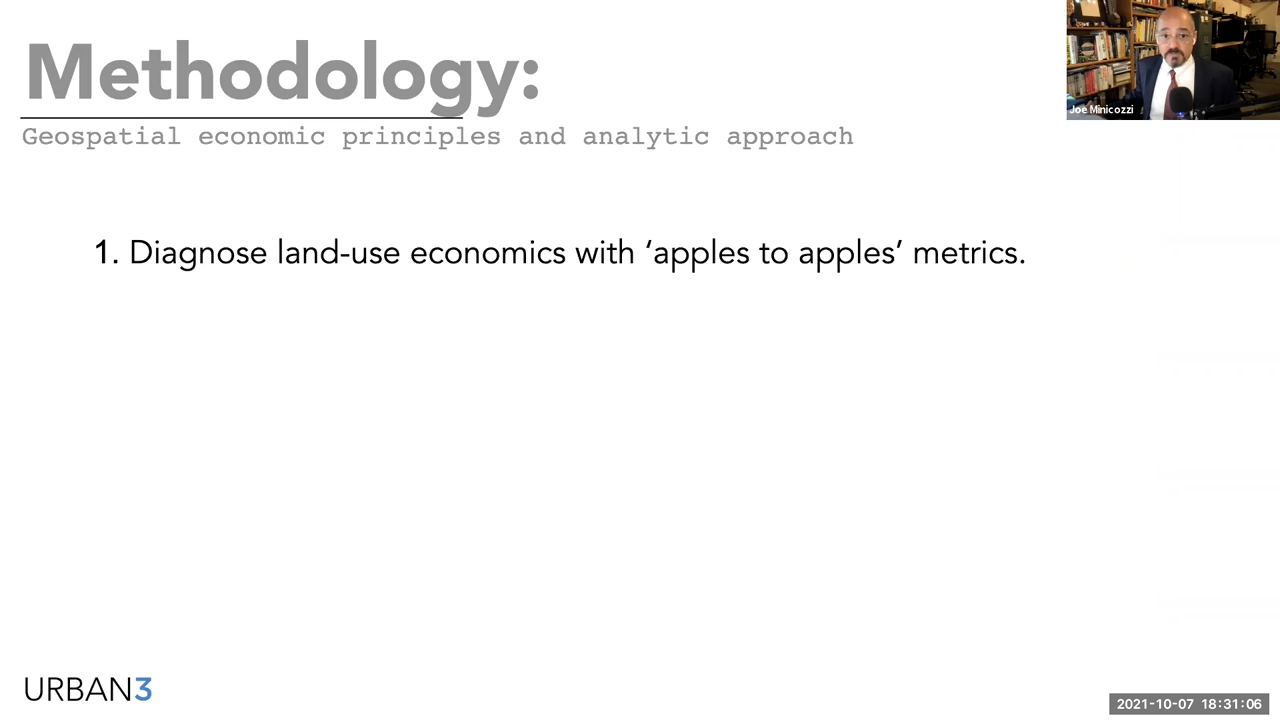 Methodology:
Geospatial economic principles and analytic approach
Joe Minicozzi
1. Diagnose land-use economics with ‘apples to apples’ metrics.
URBAN3
2021-10-07 18:31:06